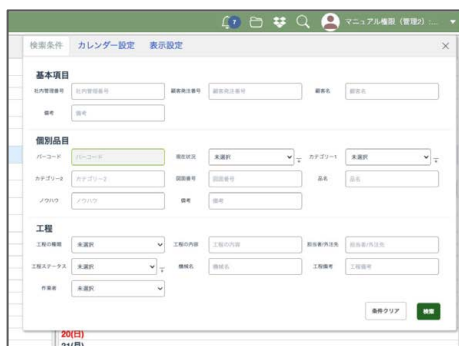 7 マニュアル権限（管理2）:...
検索条件 カレンダー設定 表示設定 ×
基本項目
社内管理番号 社内管理番号 顧客発注番号 顧客発注番号 顧客名 顧客名
備考 備考
個別品目
バーコード バーコード 現在状況 未選択 カテゴリー1 未選択
カテゴリー2 カテゴリー2 図面番号 図面番号 品名 品名
ノウハウ ノウハウ 備考 備考
工程
工程の種類 未選択 工程の内容 工程の内容 担当者/外注先 担当者/外注先
工程ステータス 未選択 機械名 機械名 工程備考 工程備考
作業者 未選択
条件クリア 検索
20(日)
21(月)